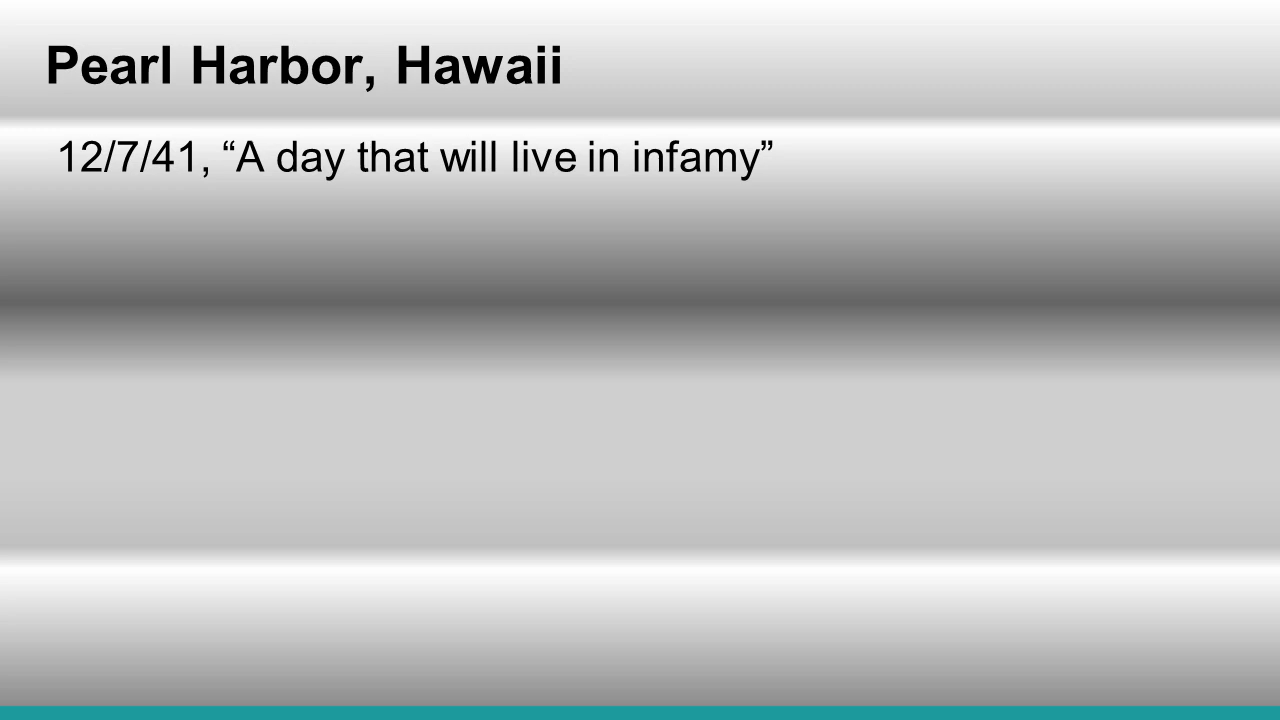 Pearl Harbor, Hawaii
12/7/41, “A day that will live in infamy”